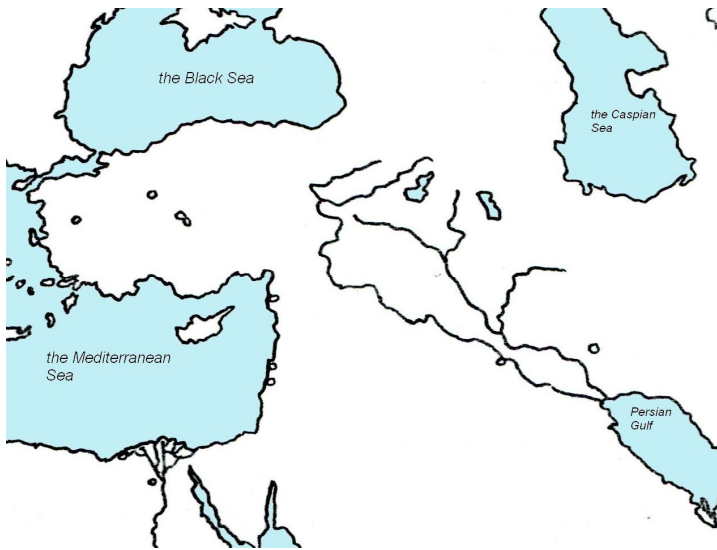 the Black Sea
the Caspian
Sea
the Mediterranean
Sea
Persian
Gulf